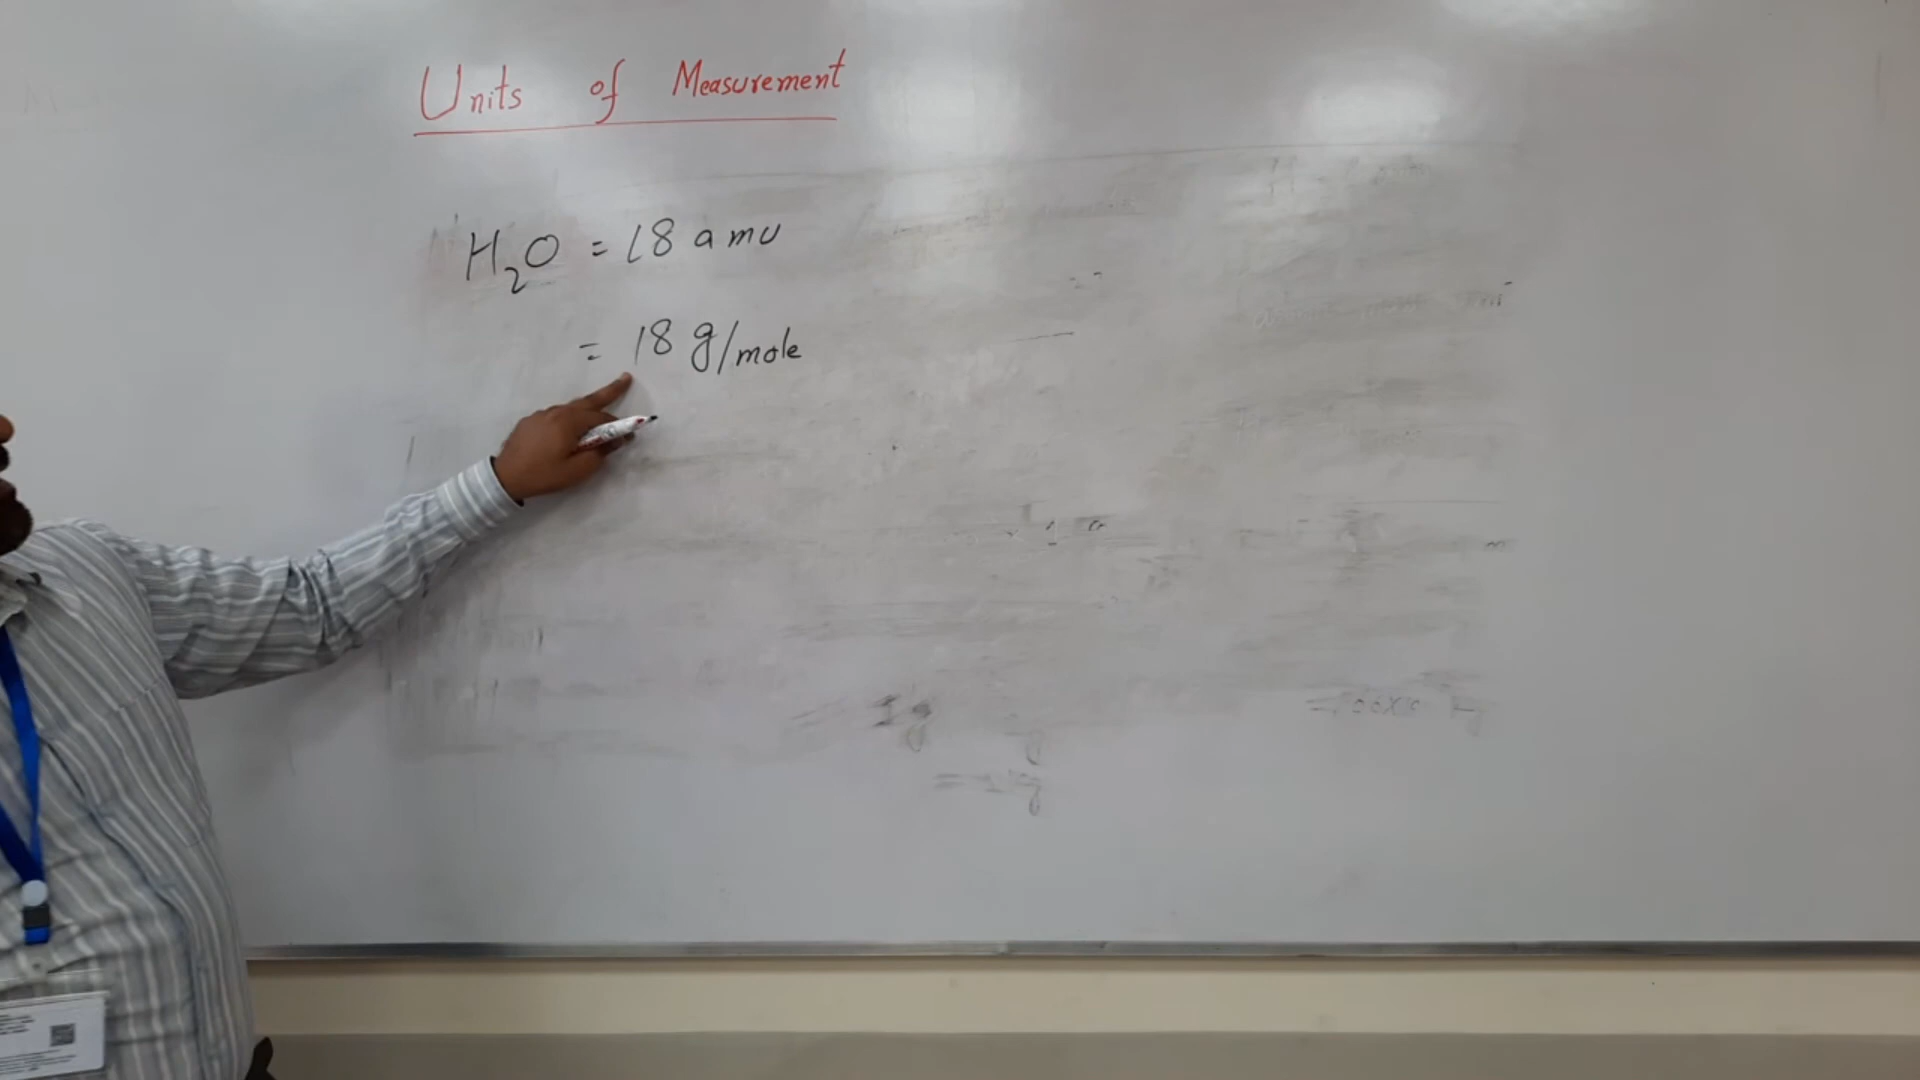 Units of Measurement
H₂O = 18 amu
= 18 g/mole